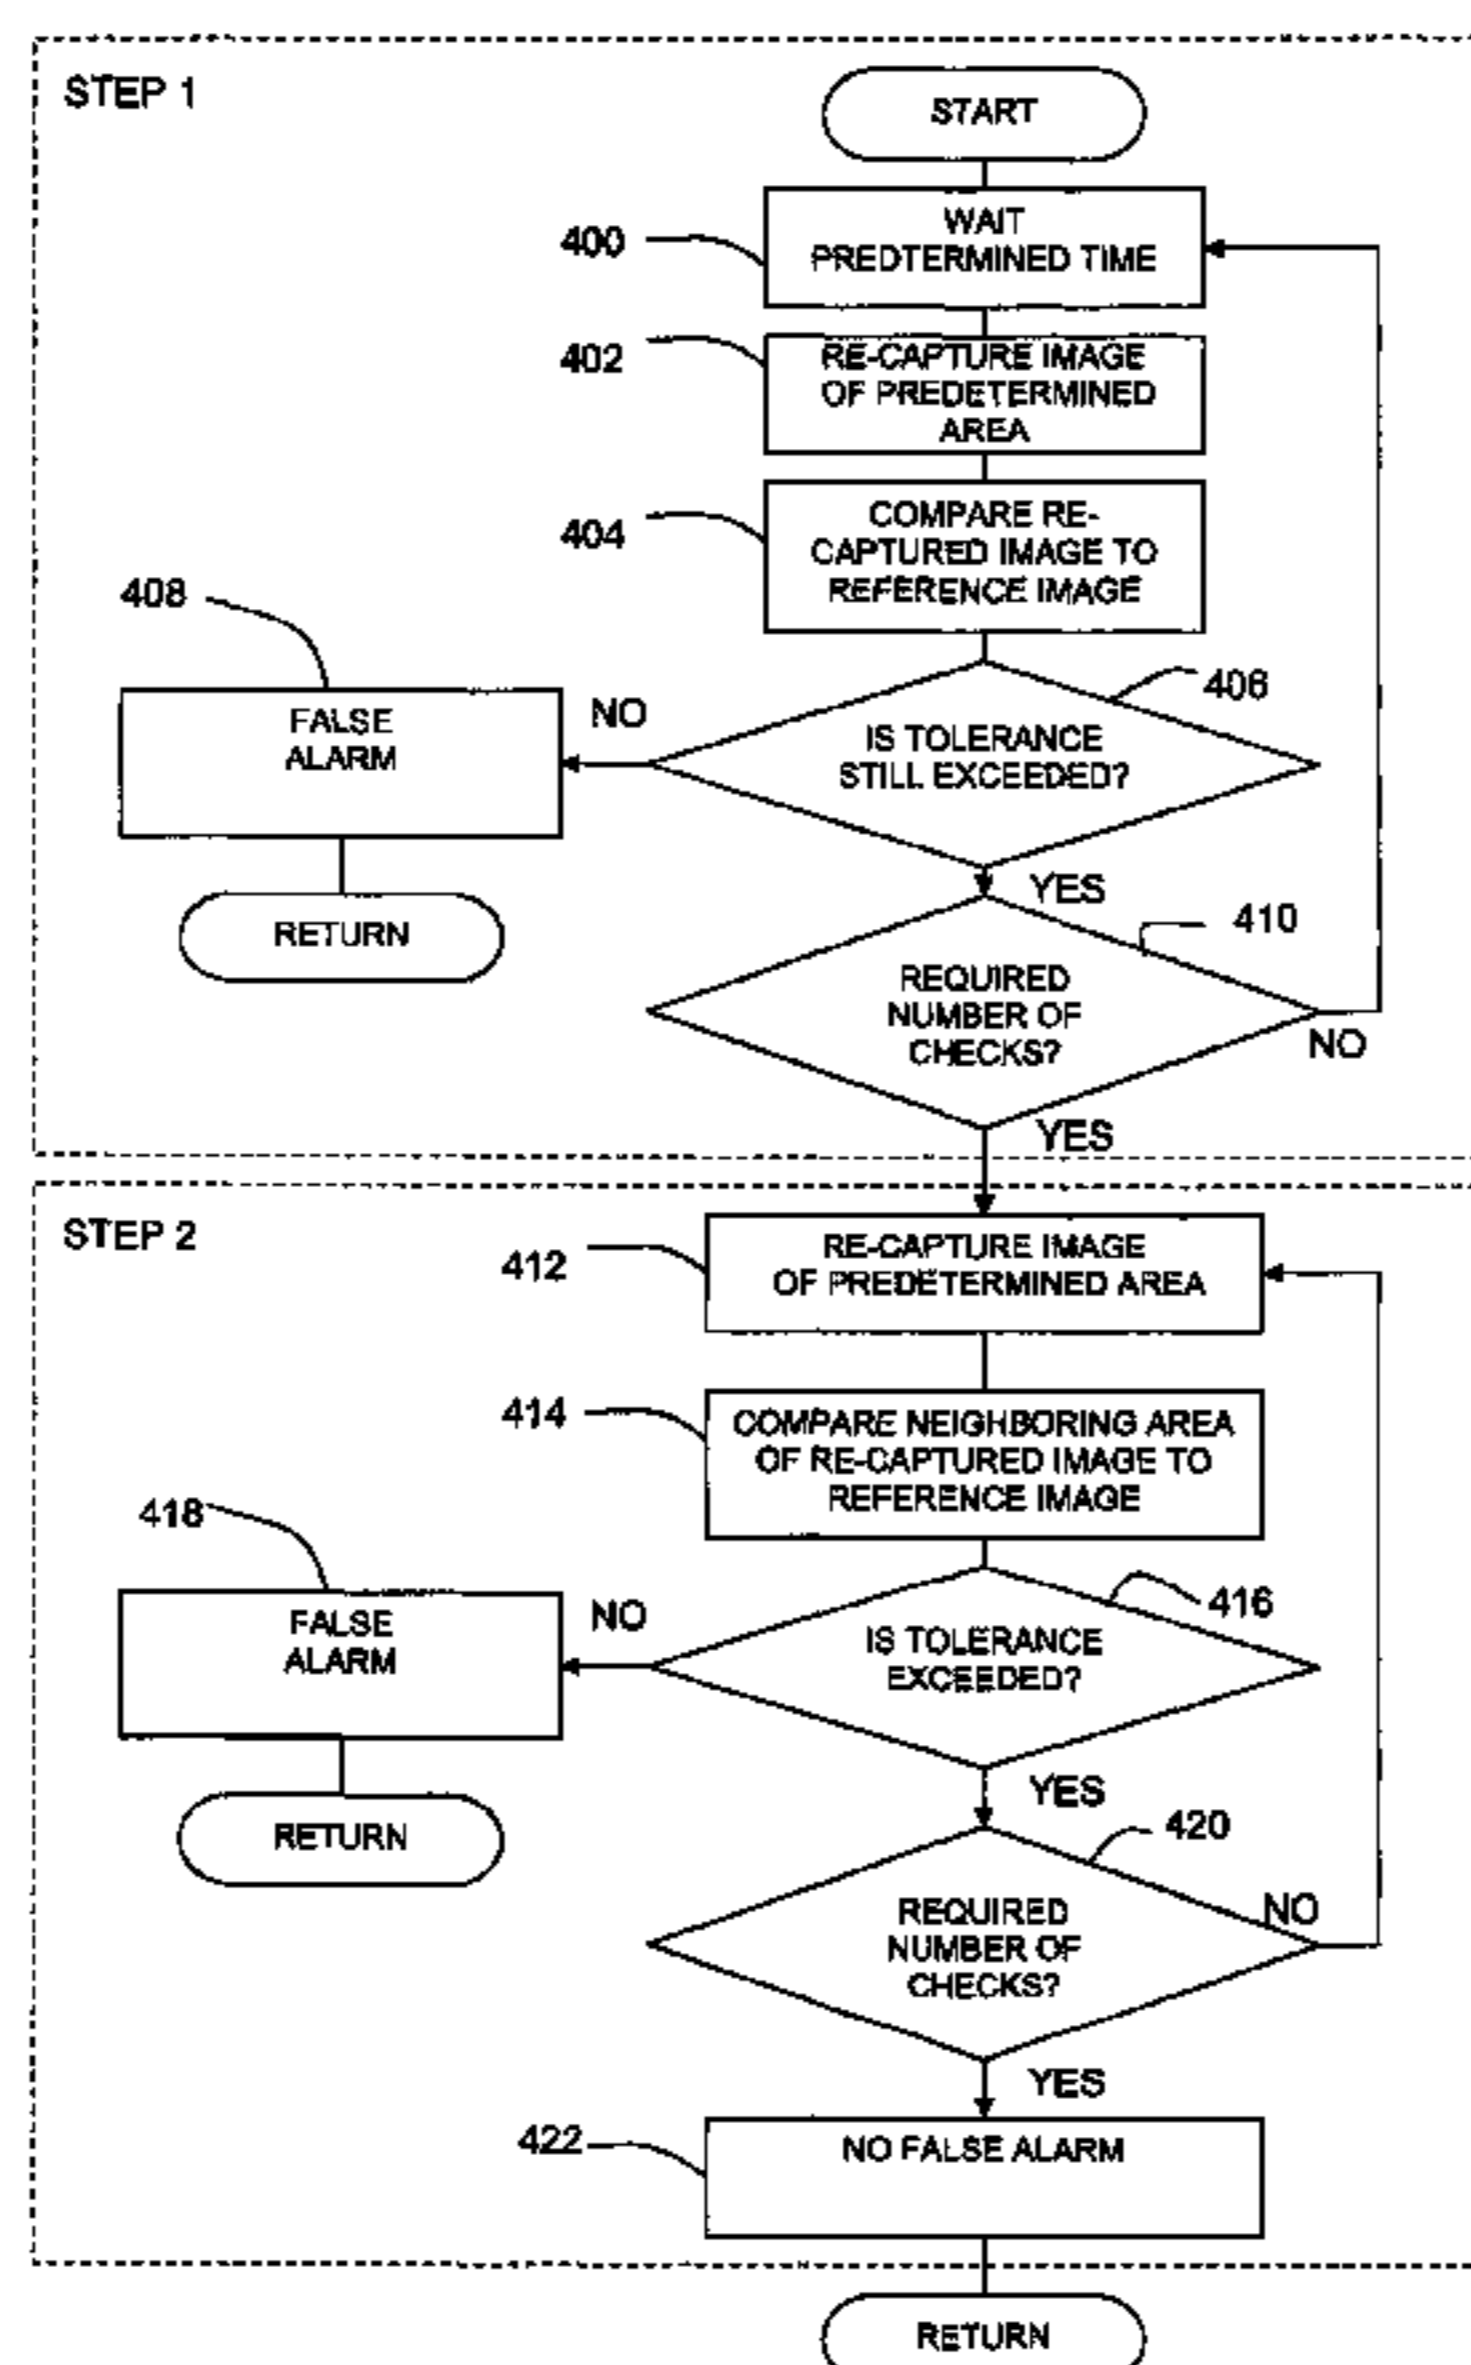 STEP 1
START
400
WAIT
PREDTERMINED TIME
402
RE-CAPTURE IMAGE
OF PREDETERMINED
AREA
404
COMPARE RE-
CAPTURED IMAGE TO
REFERENCE IMAGE
408
FALSE
ALARM
NO
IS TOLERANCE
STILL EXCEEDED?
406
RETURN
YES
410
REQUIRED
NUMBER OF
CHECKS?
NO
YES
STEP 2
412
RE-CAPTURE IMAGE
OF PREDETERMINED AREA
414
COMPARE NEIGHBORING AREA
OF RE-CAPTURED IMAGE TO
REFERENCE IMAGE
418
FALSE
ALARM
NO
IS TOLERANCE
EXCEEDED?
416
RETURN
YES
420
REQUIRED
NUMBER OF
CHECKS?
NO
YES
422
NO FALSE ALARM
RETURN